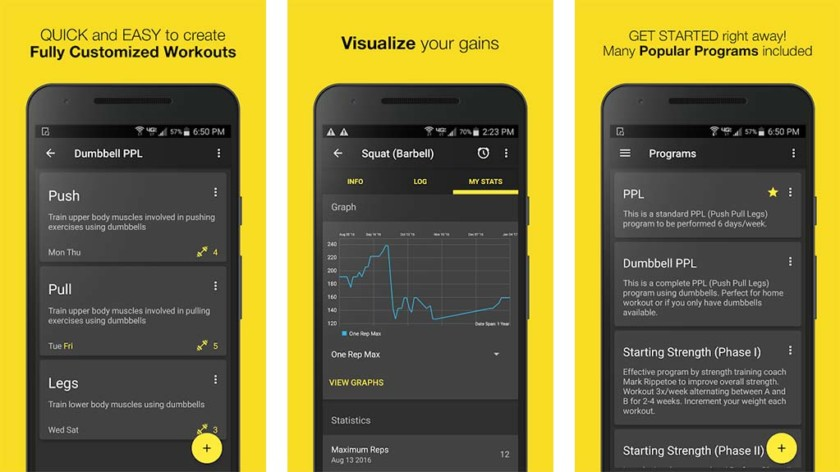 QUICK and EASY to create
Fully Customized Workouts
57% 6:50 PM
Dumbbell PPL
Push
Train upper body muscles involved in pushing
exercises using dumbbells
Mon Thu
4
Pull
Train upper body muscles involved in pulling
exercises using dumbbells
Tue Fri
5
Legs
Train lower body muscles using dumbbells
Wed Sat
3
+
Visualize your gains
70% 2:23 PM
Squat (Barbell)
INFO
LOG
MY STATS
Graph
240
220
200
180
160
140
120
Data Span: 1 Year
One Rep Max
One Rep Max
VIEW GRAPHS
Statistics
Maximum Reps
12
Aug 13 2016
GET STARTED right away!
Many Popular Programs included
57% 6:50 PM
Programs
PPL
This is a standard PPL (Push Pull Legs)
program to be performed 6 days/week.
Dumbbell PPL
This is a complete PPL (Push Pull Legs)
program using dumbbells. Perfect for home
workout or if you only have dumbbells
available.
Starting Strength (Phase I)
Effective program by strength training coach
Mark Rippetoe to improve overall strength.
Workout 3x/week alternating between A and
B for 2-4 weeks. Increment your weight each
workout.
Starting Strength (Phase II)
+